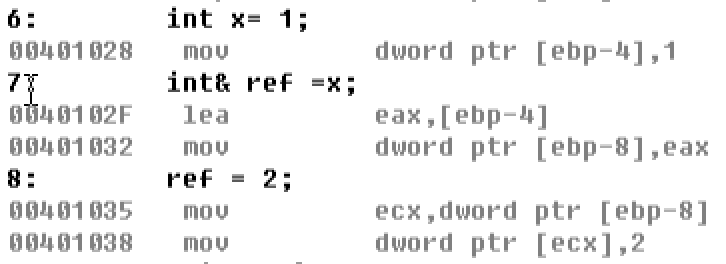 6: int x= 1;
00401028 mov dword ptr [ebp-4],1
7: int& ref =x;
0040102F lea eax,[ebp-4]
00401032 mov dword ptr [ebp-8],eax
8: ref = 2;
00401035 mov ecx,dword ptr [ebp-8]
00401038 mov dword ptr [ecx],2